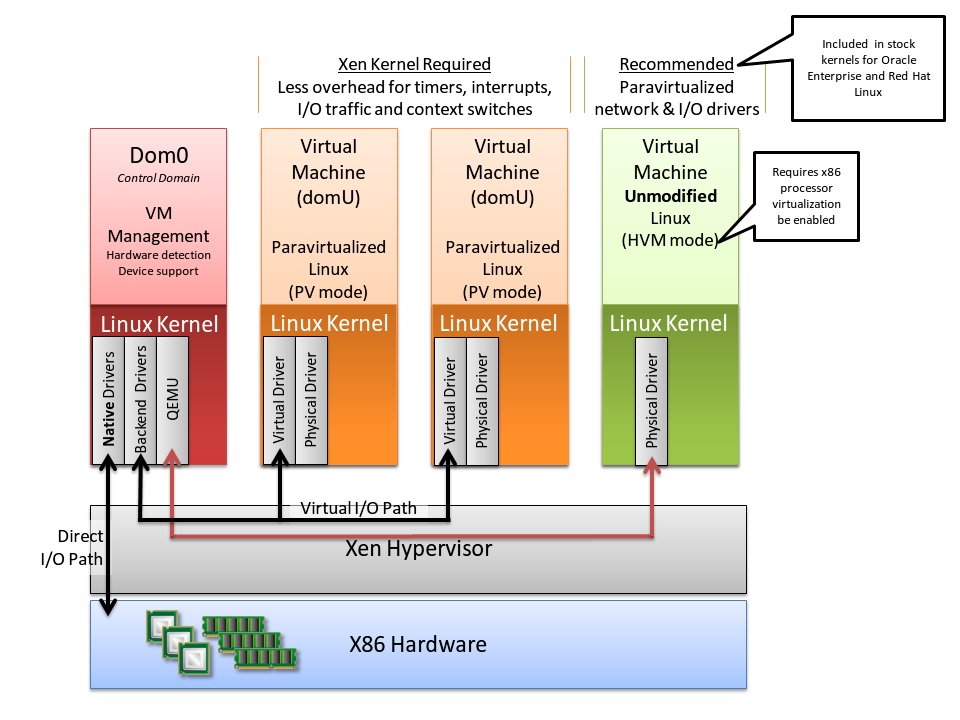 Xen Kernel Required
Less overhead for timers, interrupts,
I/O traffic and context switches
Recommended
Paravirtualized
network & I/O drivers
Included in stock
kernels for Oracle
Enterprise and Red Hat
Linux
Dom0
Control Domain
VM
Management
Hardware detection
Device support
Virtual
Machine
(domU)
Paravirtualized
Linux
(PV mode)
Virtual
Machine
(domU)
Paravirtualized
Linux
(PV mode)
Virtual
Machine
Unmodified
Linux
(HVM mode)
Requires x86
processor
virtualization
be enabled
Linux Kernel
Native Drivers
Backend Drivers
QEMU
Linux Kernel
Virtual Driver
Physical Driver
Linux Kernel
Virtual Driver
Physical Driver
Linux Kernel
Physical Driver
Virtual I/O Path
Direct
I/O Path
Xen Hypervisor
X86 Hardware